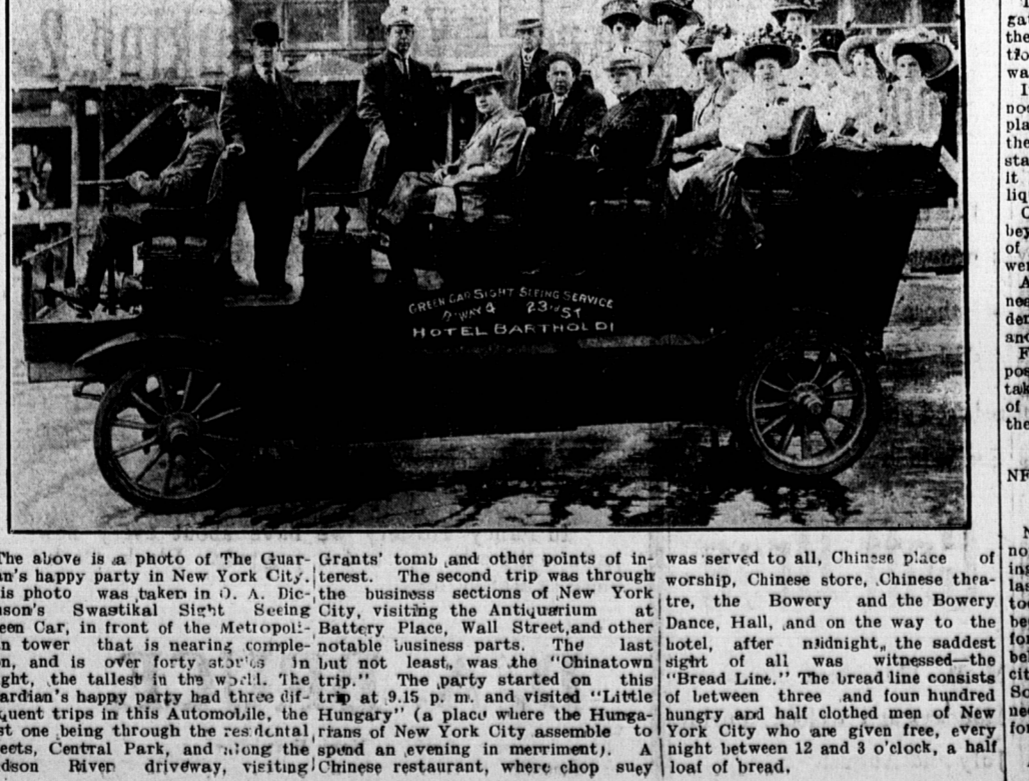 GREEN CAR SIGHT SEEING SERVICE
B'WAY & 23rd ST
HOTEL BARTHOLDI
The above is a photo of The Guar-
an's happy party in New York City.
is photo was taken in O. A. Dic-
nson's Swastikal Sight Seeing
een Car, in front of the Metropoli-
n tower that is nearing comple-
n, and is over forty stories in
ght, the tallest in the world. The
ardian's happy party had three dif-
quent trips in this Automobile, the
st one being through the residental
eets, Central Park, and along the
dson River driveway, visiting
Grants' tomb and other points of in-
terest. The second trip was through
the business sections of New York
City, visiting the Antiquarium at
Battery Place, Wall Street, and other
notable business parts. The last
but not least, was the "Chinatown
trip." The party started on this
trip at 9.15 p. m. and visited "Little
Hungary" (a place where the Hunga-
rians of New York City assemble to
spend an evening in merriment). A
Chinese restaurant, where chop suey
was served to all, Chinese place of
worship, Chinese store, Chinese thea-
tre, the Bowery and the Bowery
Dance, Hall, and on the way to the
hotel, after midnight, the saddest
sight of all was witnessed—the
"Bread Line." The bread line consists
of between three and four hundred
hungry and half clothed men of New
York City who are given free, every
night between 12 and 3 o'clock, a half
loaf of bread.